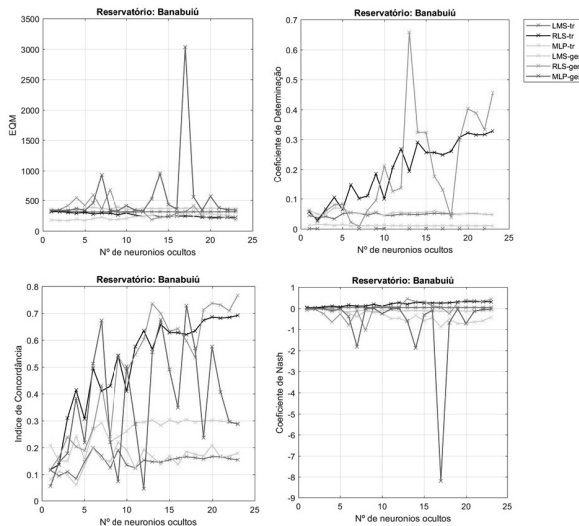 Reservatório: Banabuiú
EQM
3500
3000
2500
2000
1500
1000
500
0
0 5 10 15 20 25
Nº de neuronios ocultos
Reservatório: Banabuiú
Coeficiente de Determinação
0.7
0.6
0.5
0.4
0.3
0.2
0.1
0
0 5 10 15 20 25
Nº de neuronios ocultos
LMS-tr
RLS-tr
MLP-tr
LMS-ger
RLS-ger
MLP-ger
Reservatório: Banabuiú
Indice de Concordância
0.8
0.7
0.6
0.5
0.4
0.3
0.2
0.1
0
0 5 10 15 20 25
Nº de neuronios ocultos
Reservatório: Banabuiú
Coeficiente de Nash
1
0
-1
-2
-3
-4
-5
-6
-7
-8
-9
0 5 10 15 20 25
Nº de neuronios ocultos